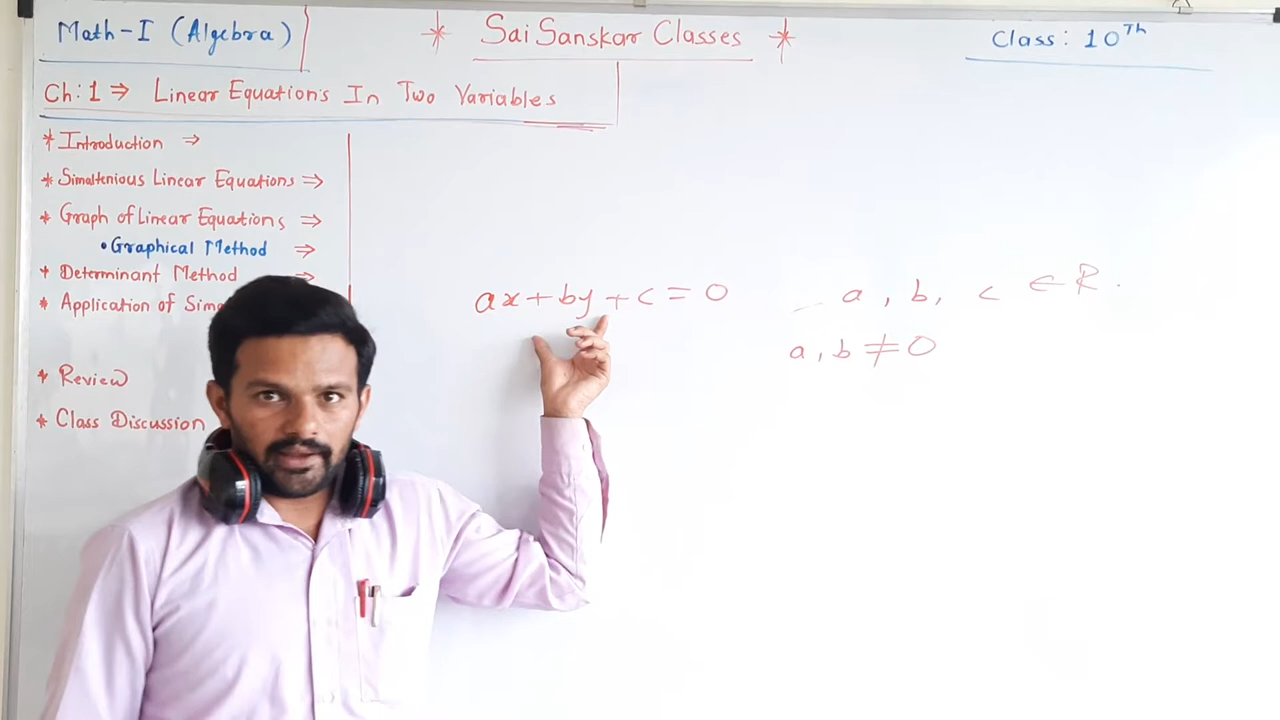 Math-I (Algebra)
* Sai Sanskar Classes *
Class: 10Th
Ch: 1 ⇒ Linear Equations In Two Variables
* Introduction ⇒
* Simultenious Linear Equations ⇒
* Graph of Linear Equations ⇒
• Graphical Method ⇒
* Determinant Method ⇒
* Application of
* Review
* Class Discussion
ax + by + c = 0
a , b, c ∈ R.
a , b ≠ 0